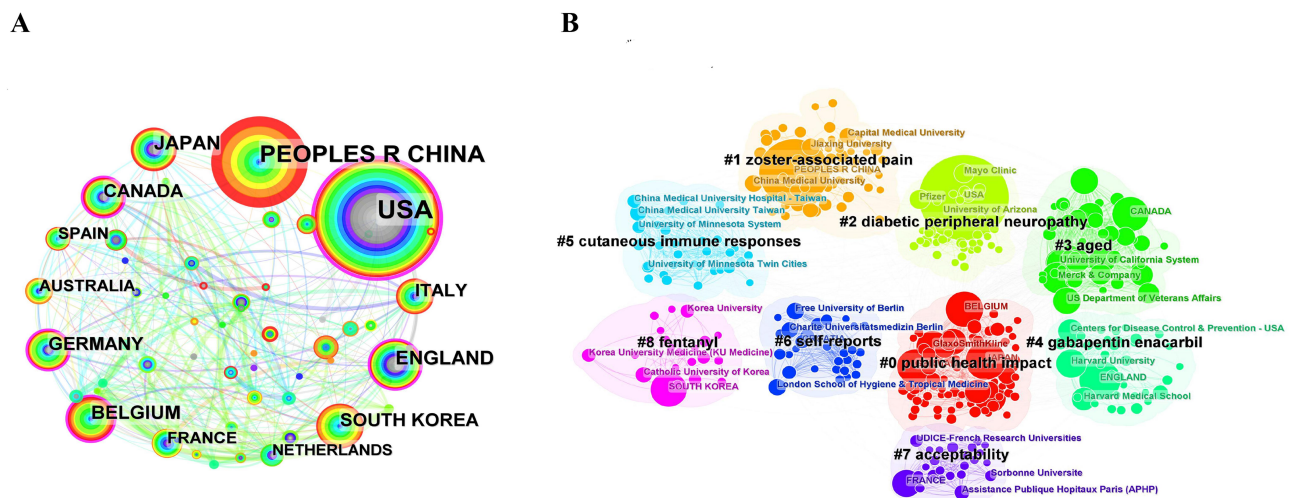 A
B
JAPAN
PEOPLES R CHINA
CANADA
USA
SPAIN
AUSTRALIA
ITALY
GERMANY
ENGLAND
BELGIUM
SOUTH KOREA
FRANCE
NETHERLANDS
Capital Medical University
Jiaxing University
#1 zoster-associated pain
PEOPLES R CHINA
China Medical University
Mayo Clinic
Pfizer
USA
University of Arizona
#2 diabetic peripheral neuropathy
CANADA
#3 aged
University of California System
Merck & Company
US Department of Veterans Affairs
China Medical University Hospital - Taiwan
China Medical University Taiwan
University of Minnesota System
#5 cutaneous immune responses
University of Minnesota Twin Cities
Korea University
#8 fentanyl
Korea University Medicine (KU Medicine)
Catholic University of Korea
SOUTH KOREA
Free University of Berlin
Charite Universitatsmedizin Berlin
#6 self-reports
London School of Hygiene & Tropical Medicine
BELGIUM
GlaxoSmithKline
JAPAN
#0 public health impact
Centers for Disease Control & Prevention - USA
#4 gabapentin enacarbil
Harvard University
ENGLAND
Harvard Medical School
UDICE-French Research Universities
#7 acceptability
Sorbonne Universite
FRANCE
Assistance Publique Hopitaux Paris (APHP)